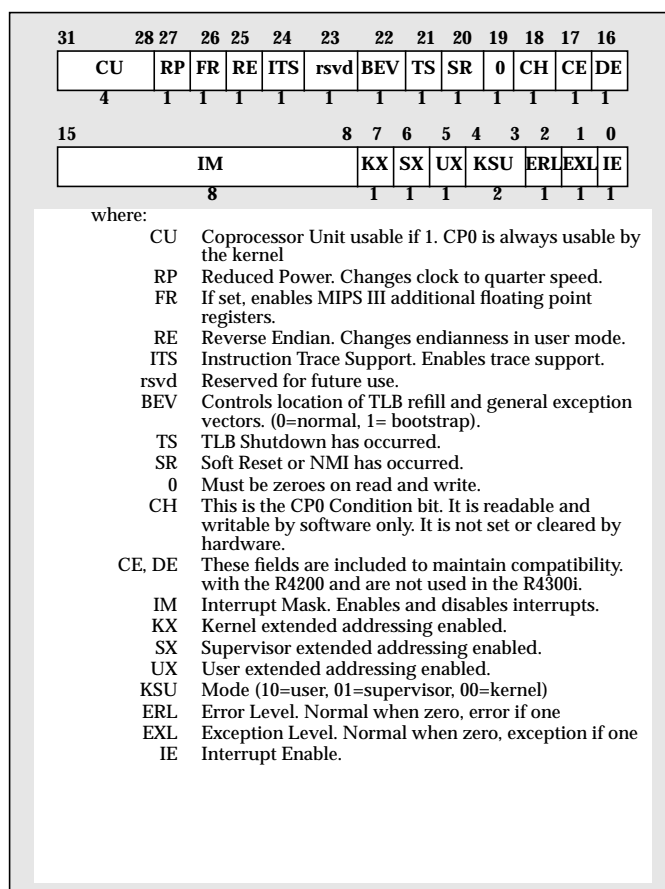 31 28 27 26 25 24 23 22 21 20 19 18 17 16
CU RP FR RE ITS rsvd BEV TS SR 0 CH CE DE
4 1 1 1 1 1 1 1 1 1 1 1 1
15 8 7 6 5 4 3 2 1 0
IM KX SX UX KSU ERL EXL IE
8 1 1 1 2 1 1 1
where:
CU Coprocessor Unit usable if 1. CP0 is always usable by
the kernel
RP Reduced Power. Changes clock to quarter speed.
FR If set, enables MIPS III additional floating point
registers.
RE Reverse Endian. Changes endianness in user mode.
ITS Instruction Trace Support. Enables trace support.
rsvd Reserved for future use.
BEV Controls location of TLB refill and general exception
vectors. (0=normal, 1= bootstrap).
TS TLB Shutdown has occurred.
SR Soft Reset or NMI has occurred.
0 Must be zeroes on read and write.
CH This is the CP0 Condition bit. It is readable and
writable by software only. It is not set or cleared by
hardware.
CE, DE These fields are included to maintain compatibility.
with the R4200 and are not used in the R4300i.
IM Interrupt Mask. Enables and disables interrupts.
KX Kernel extended addressing enabled.
SX Supervisor extended addressing enabled.
UX User extended addressing enabled.
KSU Mode (10=user, 01=supervisor, 00=kernel)
ERL Error Level. Normal when zero, error if one
EXL Exception Level. Normal when zero, exception if one
IE Interrupt Enable.